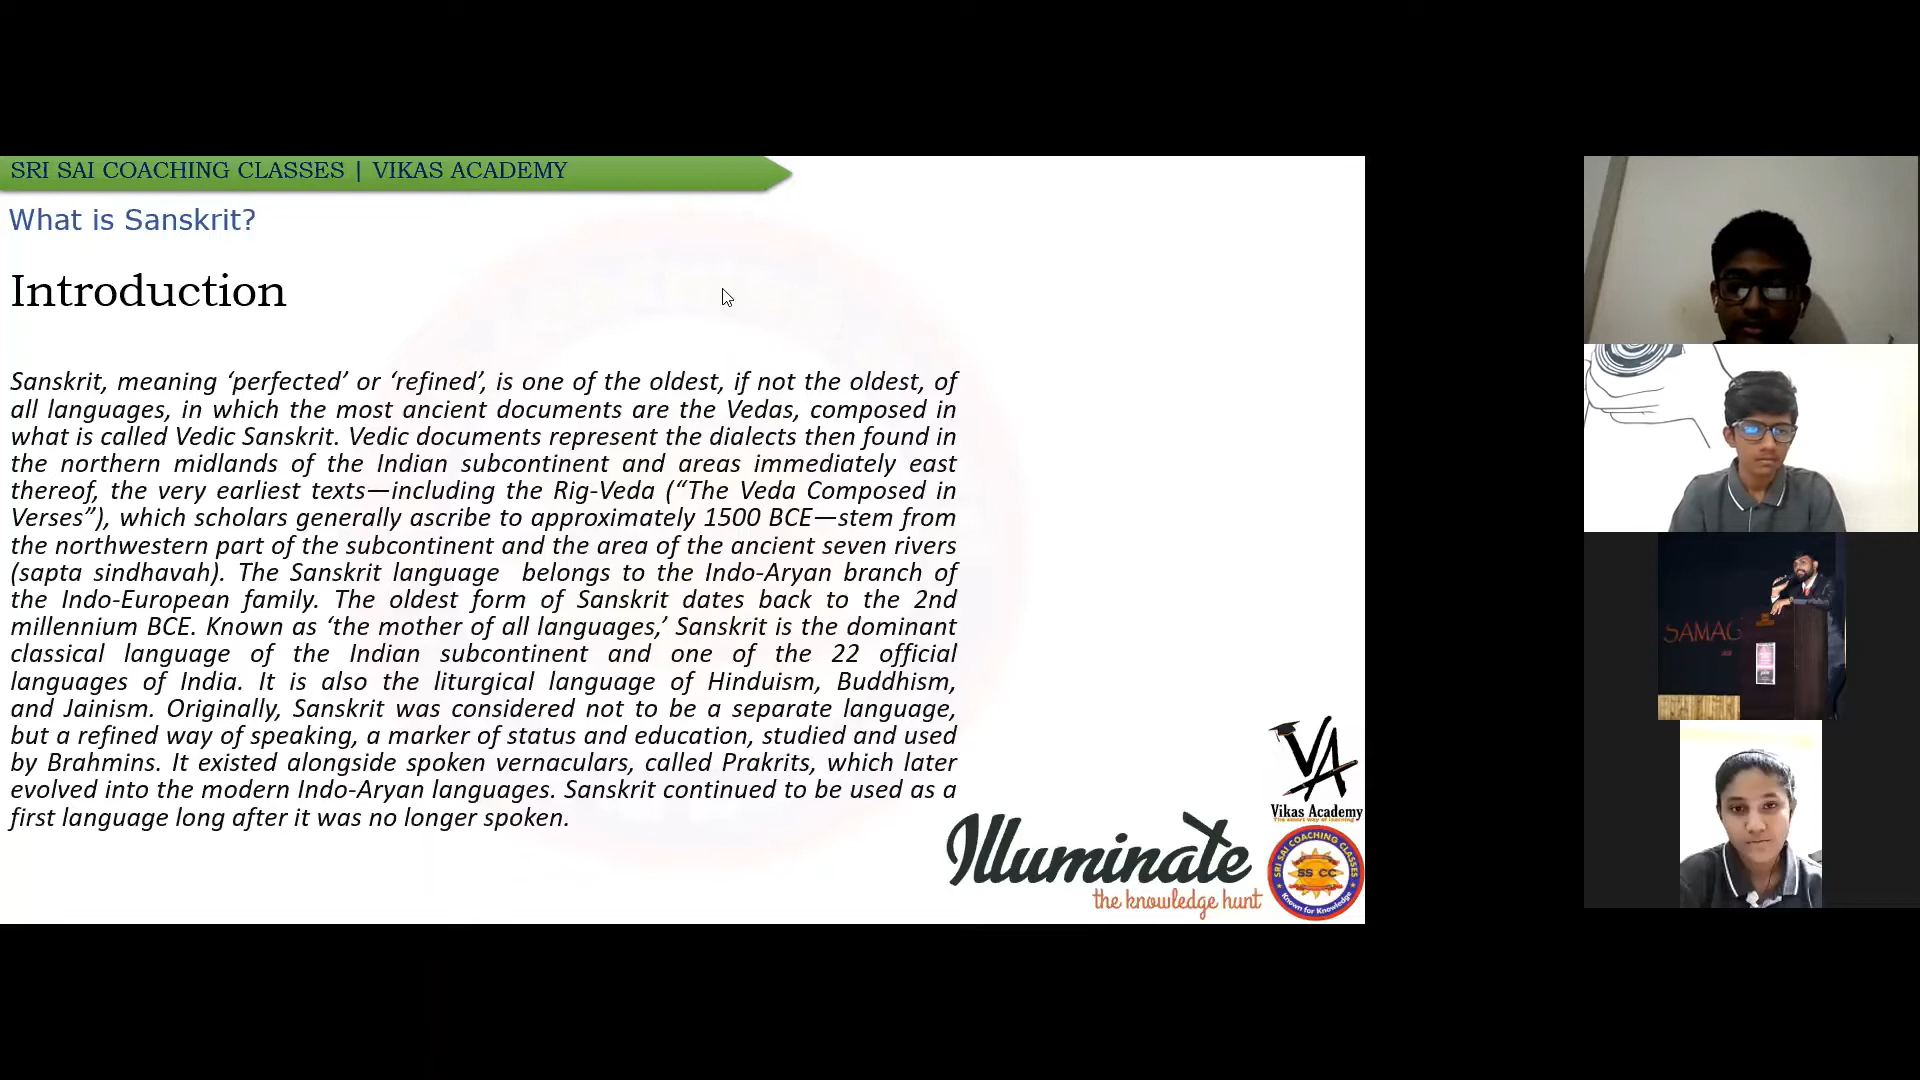 SRI SAI COACHING CLASSES | VIKAS ACADEMY
What is Sanskrit?
Introduction
Sanskrit, meaning ‘perfected’ or ‘refined’, is one of the oldest, if not the oldest, of
all languages, in which the most ancient documents are the Vedas, composed in
what is called Vedic Sanskrit. Vedic documents represent the dialects then found in
the northern midlands of the Indian subcontinent and areas immediately east
thereof, the very earliest texts—including the Rig-Veda (“The Veda Composed in
Verses”), which scholars generally ascribe to approximately 1500 BCE—stem from
the northwestern part of the subcontinent and the area of the ancient seven rivers
(sapta sindhavah). The Sanskrit language belongs to the Indo-Aryan branch of
the Indo-European family. The oldest form of Sanskrit dates back to the 2nd
millennium BCE. Known as ‘the mother of all languages,’ Sanskrit is the dominant
classical language of the Indian subcontinent and one of the 22 official
languages of India. It is also the liturgical language of Hinduism, Buddhism,
and Jainism. Originally, Sanskrit was considered not to be a separate language,
but a refined way of speaking, a marker of status and education, studied and used
by Brahmins. It existed alongside spoken vernaculars, called Prakrits, which later
evolved into the modern Indo-Aryan languages. Sanskrit continued to be used as a
first language long after it was no longer spoken.
VA
Vikas Academy
The smart way of learning
Illuminate
the knowledge hunt
SRI SAI COACHING CLASSES
SS CC
Known for Knowledge
SAMAG